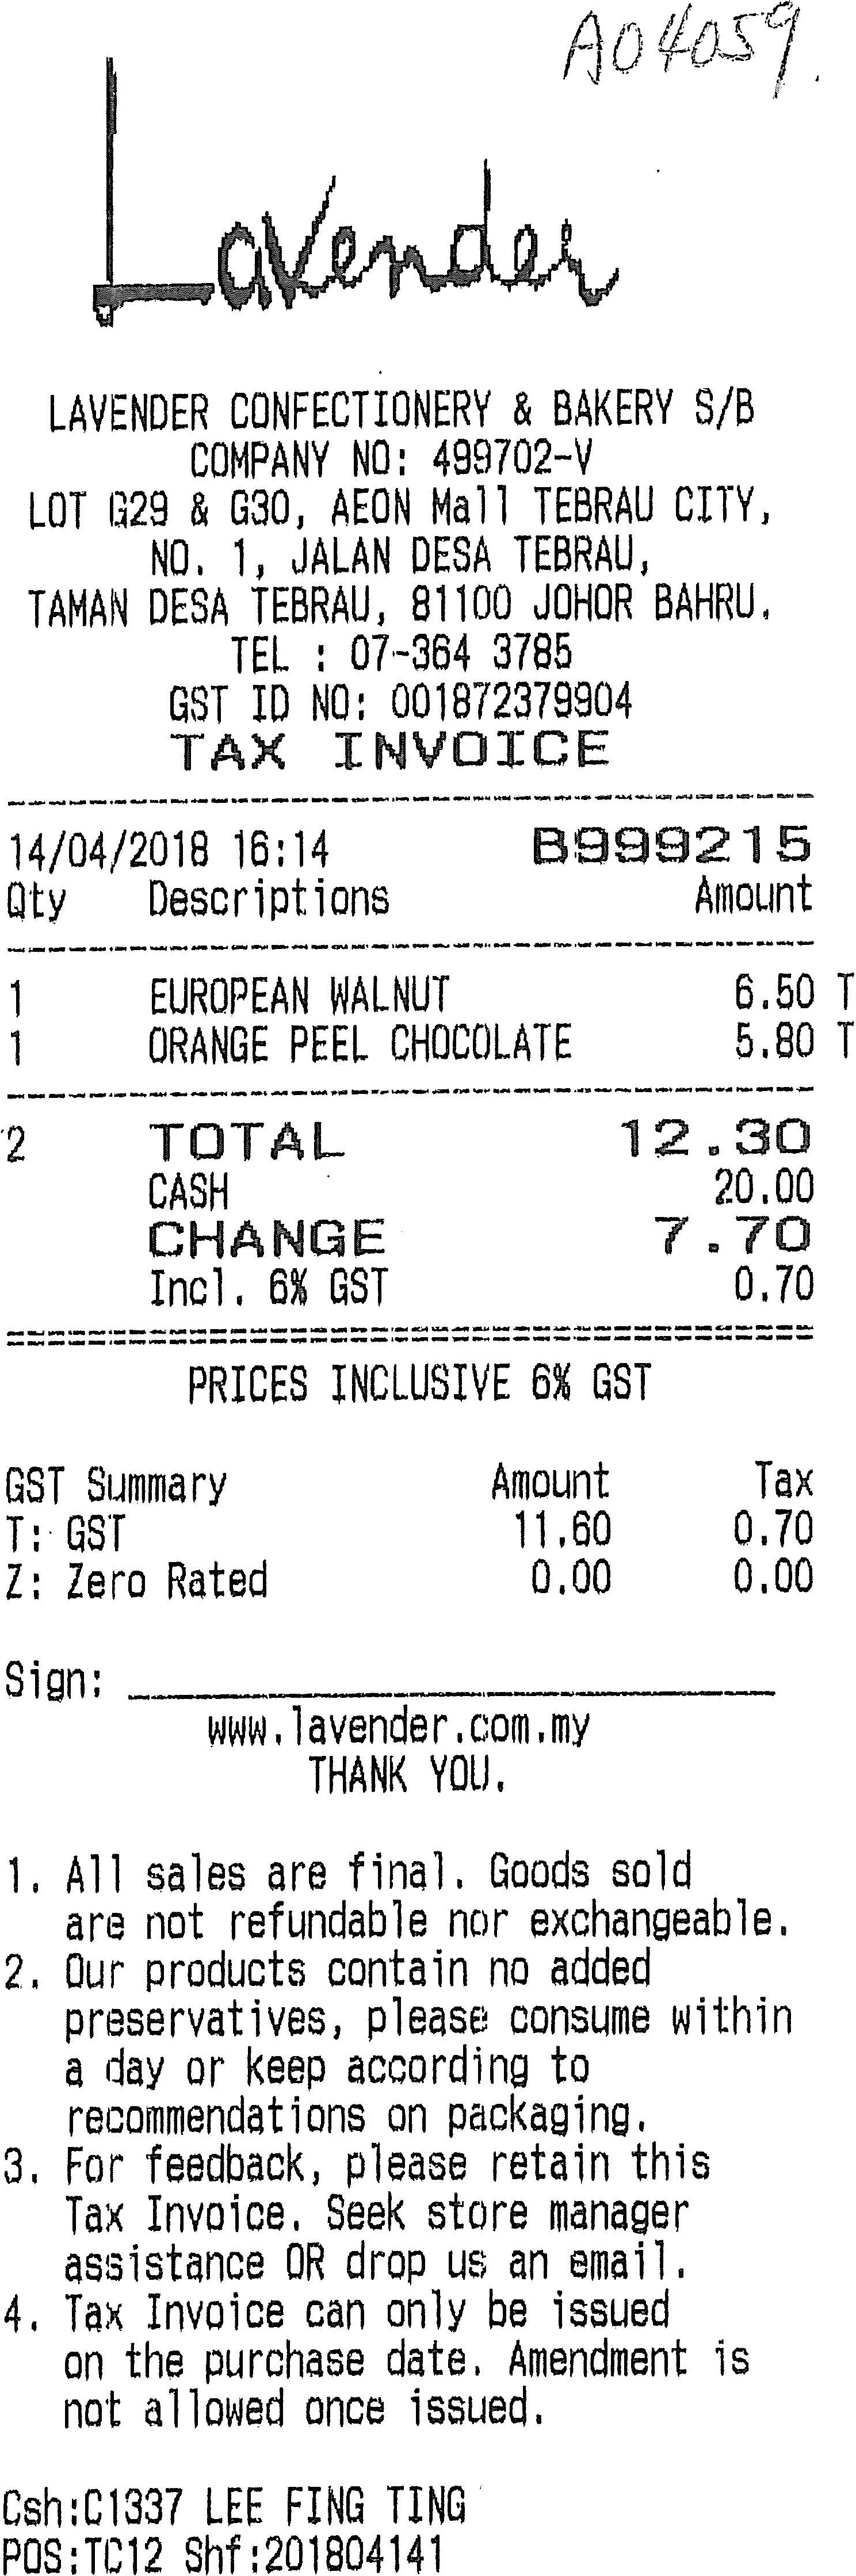 A04059.
Lavender
LAVENDER CONFECTIONERY & BAKERY S/B
COMPANY NO: 499702-V
LOT G29 & G30, AEON Mall TEBRAU CITY,
NO. 1, JALAN DESA TEBRAU,
TAMAN DESA TEBRAU, 81100 JOHOR BAHRU.
TEL : 07-364 3785
GST ID NO: 001872379904
TAX INVOICE
14/04/2018 16:14 B999215
Qty Descriptions Amount
1 EUROPEAN WALNUT 6.50 T
1 ORANGE PEEL CHOCOLATE 5.80 T
2 TOTAL 12.30
CASH 20.00
CHANGE 7.70
Incl. 6% GST 0.70
PRICES INCLUSIVE 6% GST
GST Summary Amount Tax
T: GST 11.60 0.70
Z: Zero Rated 0.00 0.00
Sign:
www.lavender.com.my
THANK YOU.
1. All sales are final. Goods sold
are not refundable nor exchangeable.
2. Our products contain no added
preservatives, please consume within
a day or keep according to
recommendations on packaging.
3. For feedback, please retain this
Tax Invoice. Seek store manager
assistance OR drop us an email.
4. Tax Invoice can only be issued
on the purchase date. Amendment is
not allowed once issued.
Csh:C1337 LEE FING TING
POS:TC12 Shf:201804141